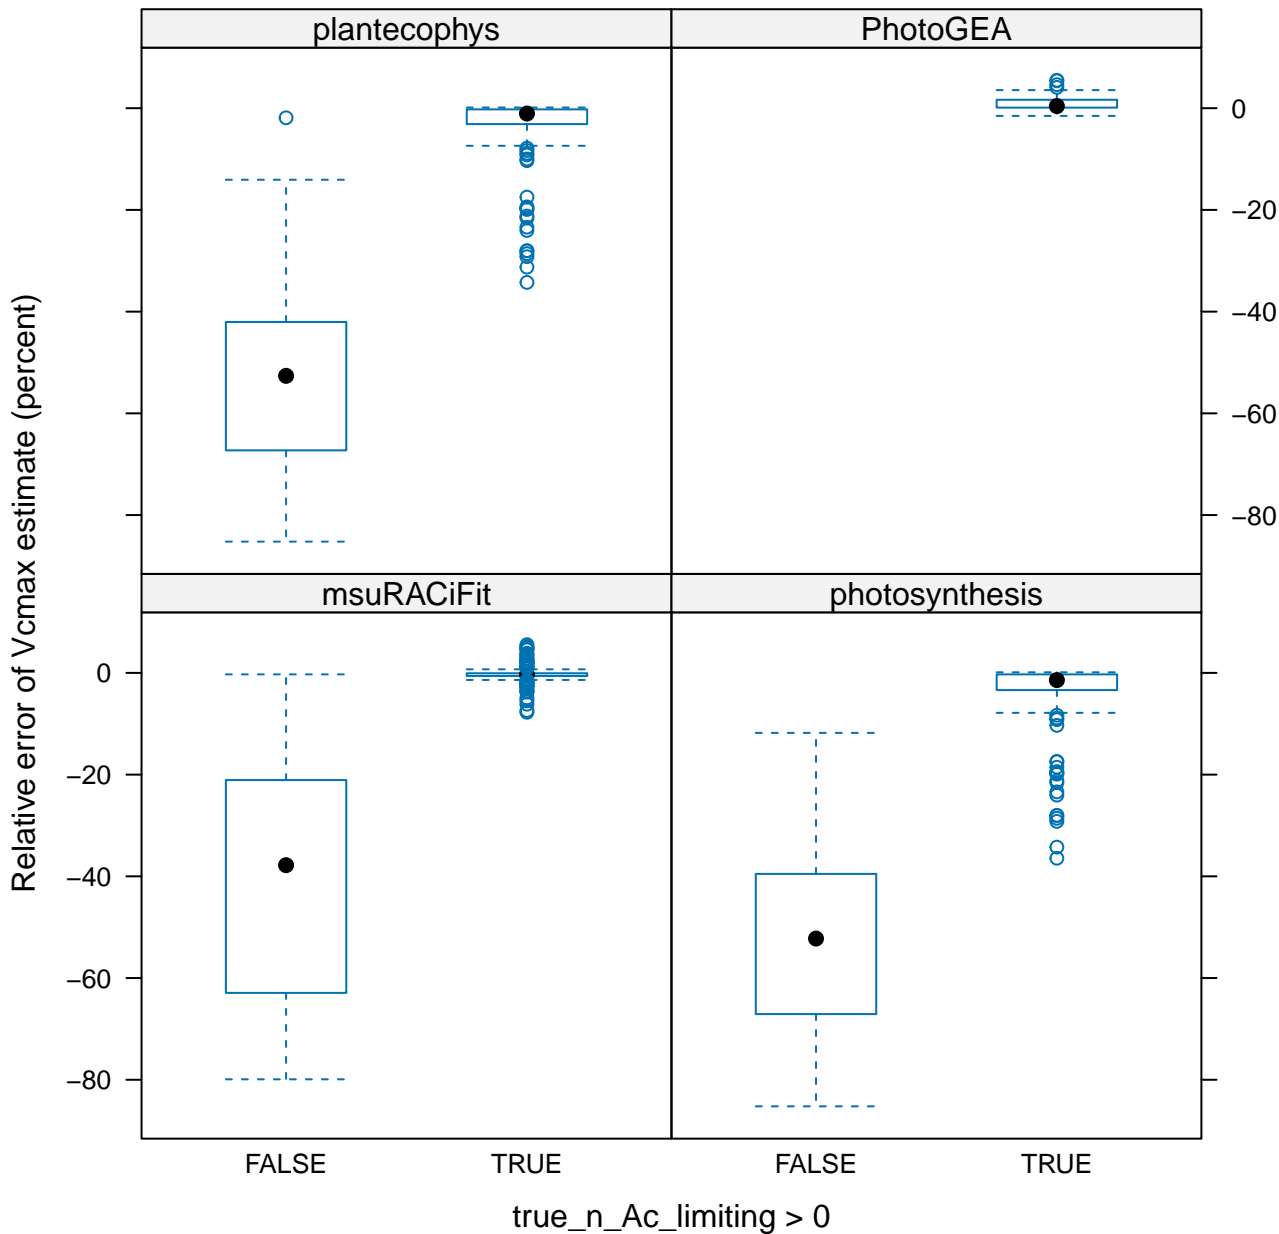 plantecophys
PhotoGEA
0
−20
−40
−60
−80
msuRACiFit
photosynthesis
0
−20
−40
−60
−80
Relative error of Vcmax estimate (percent)
FALSE
TRUE
FALSE
TRUE
true_n_Ac_limiting > 0